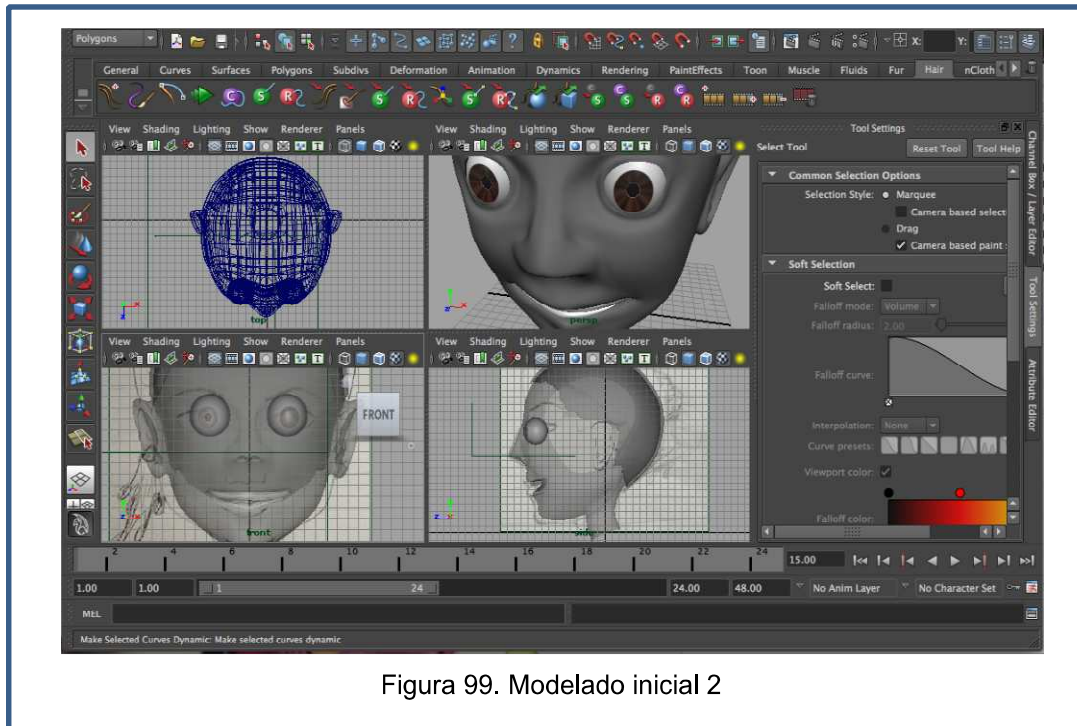 Polygons X: Y:
General Curves Surfaces Polygons Subdivs Deformation Animation Dynamics Rendering PaintEffects Toon Muscle Fluids Fur Hair nCloth
View Shading Lighting Show Renderer Panels
top
View Shading Lighting Show Renderer Panels
persp
View Shading Lighting Show Renderer Panels
FRONT
front
View Shading Lighting Show Renderer Panels
side
Tool Settings
Select Tool Reset Tool Tool Help
Common Selection Options
Selection Style: Marquee
Camera based select
Drag
Camera based paint
Soft Selection
Soft Select:
Falloff mode: Volume
Falloff radius: 2.00
Falloff curve:
Interpolation: None
Curve presets:
Viewport color:
Falloff color:
Channel Box / Layer Editor
Tool Settings
Attribute Editor
2 4 6 8 10 12 14 16 18 20 22 24 15.00
1.00 1.00 1 24 24.00 48.00 No Anim Layer No Character Set
MEL
Make Selected Curves Dynamic: Make selected curves dynamic
Figura 99. Modelado inicial 2